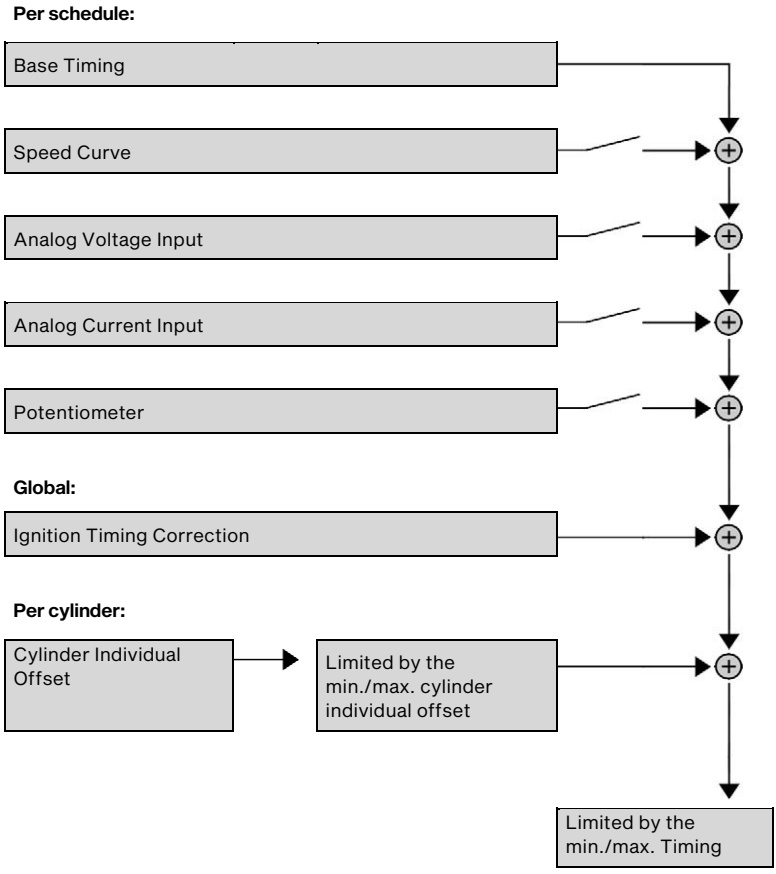 Per schedule:
Base Timing
Speed Curve
Analog Voltage Input
Analog Current Input
Potentiometer
Global:
Ignition Timing Correction
Per cylinder:
Cylinder Individual
Offset
Limited by the
min./max. cylinder
individual offset
Limited by the
min./max. Timing